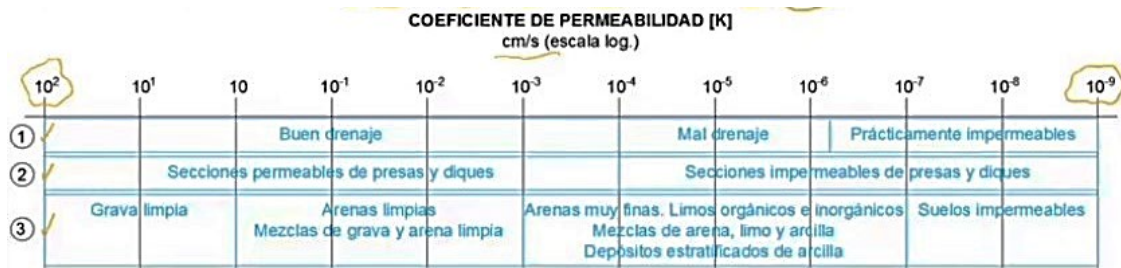 COEFICIENTE DE PERMEABILIDAD [K]
cm/s (escala log.)
10² 10¹ 10 10⁻¹ 10⁻² 10⁻³ 10⁻⁴ 10⁻⁵ 10⁻⁶ 10⁻⁷ 10⁻⁸ 10⁻⁹
1 Buen drenaje Mal drenaje Prácticamente impermeables
2 Secciones permeables de presas y diques Secciones impermeables de presas y diques
3 Grava limpia Arenas limpias Arenas muy finas. Limos orgánicos e inorgánicos Suelos impermeables
Mezclas de grava y arena limpia Mezclas de arena, limo y arcilla
Depósitos estratificados de arcilla